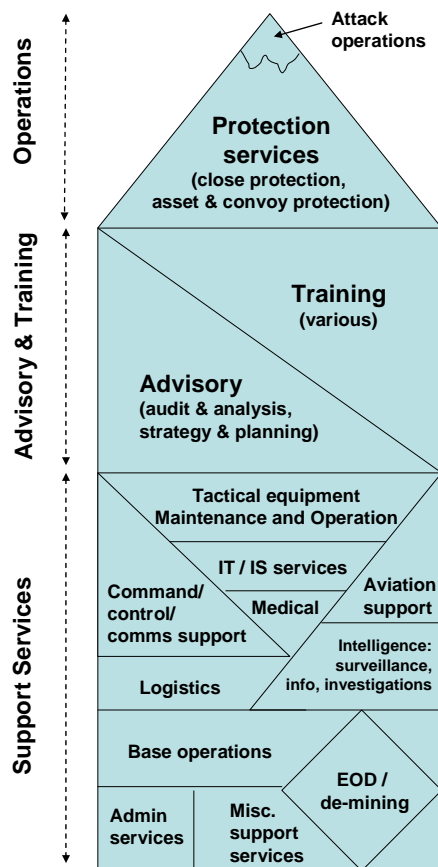 Attack
operations
Operations
Protection
services
(close protection,
asset & convoy protection)
Advisory & Training
Training
(various)
Advisory
(audit & analysis,
strategy & planning)
Support Services
Tactical equipment
Maintenance and Operation
IT / IS services
Medical
Command/
control/
comms support
Aviation
support
Intelligence:
surveillance,
info, investigations
Logistics
Base operations
EOD /
de-mining
Admin
services
Misc.
support
services